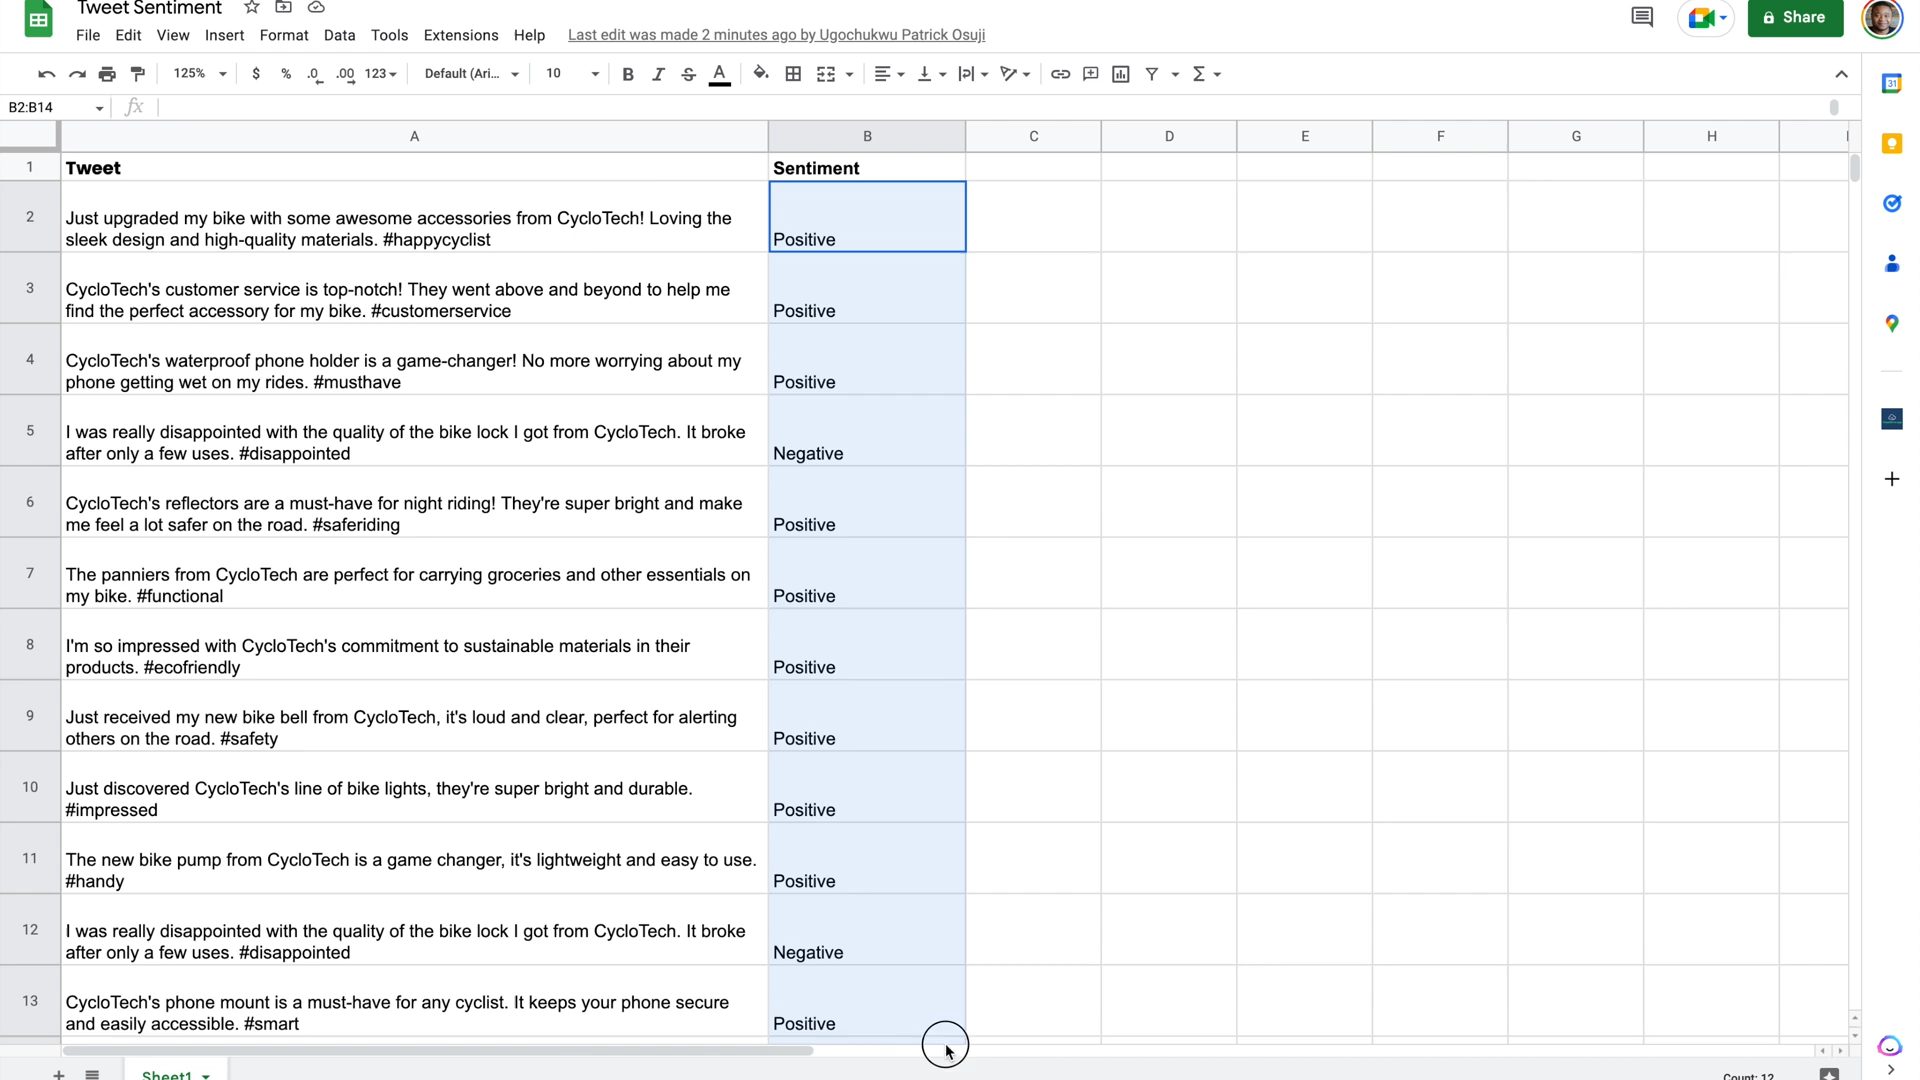 Tweet Sentiment
File Edit View Insert Format Data Tools Extensions Help Last edit was made 2 minutes ago by Ugochukwu Patrick Osuji
Share
125% $ % .0 .00 123 Default (Ari... 10 B I S A
B2:B14 fx
A B C D E F G H
1 Tweet Sentiment
2 Just upgraded my bike with some awesome accessories from CycloTech! Loving the
sleek design and high-quality materials. #happycyclist Positive
3 CycloTech's customer service is top-notch! They went above and beyond to help me
find the perfect accessory for my bike. #customerservice Positive
4 CycloTech's waterproof phone holder is a game-changer! No more worrying about my
phone getting wet on my rides. #musthave Positive
5 I was really disappointed with the quality of the bike lock I got from CycloTech. It broke
after only a few uses. #disappointed Negative
6 CycloTech's reflectors are a must-have for night riding! They're super bright and make
me feel a lot safer on the road. #saferiding Positive
7 The panniers from CycloTech are perfect for carrying groceries and other essentials on
my bike. #functional Positive
8 I'm so impressed with CycloTech's commitment to sustainable materials in their
products. #ecofriendly Positive
9 Just received my new bike bell from CycloTech, it's loud and clear, perfect for alerting
others on the road. #safety Positive
10 Just discovered CycloTech's line of bike lights, they're super bright and durable.
#impressed Positive
11 The new bike pump from CycloTech is a game changer, it's lightweight and easy to use.
#handy Positive
12 I was really disappointed with the quality of the bike lock I got from CycloTech. It broke
after only a few uses. #disappointed Negative
13 CycloTech's phone mount is a must-have for any cyclist. It keeps your phone secure
and easily accessible. #smart Positive
Sheet1 Count: 12
31